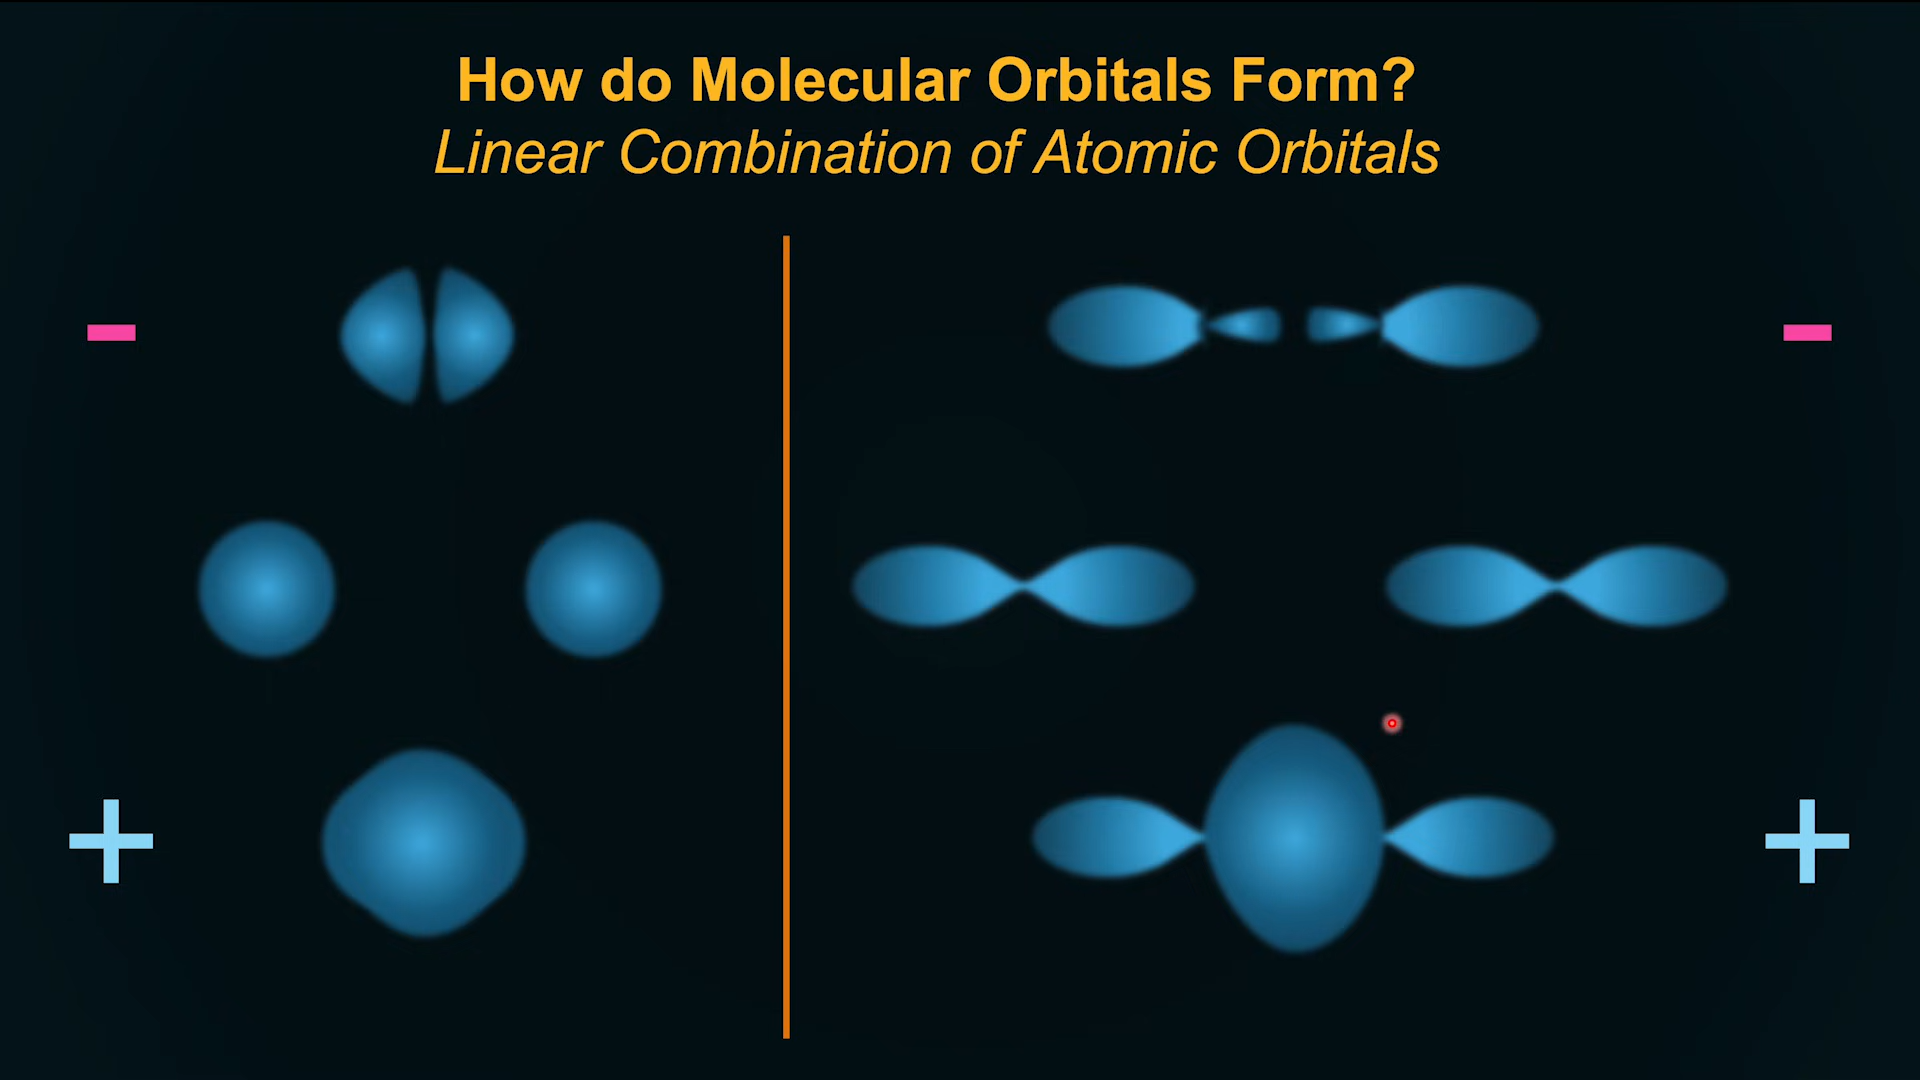 How do Molecular Orbitals Form?
Linear Combination of Atomic Orbitals
- -
+ +